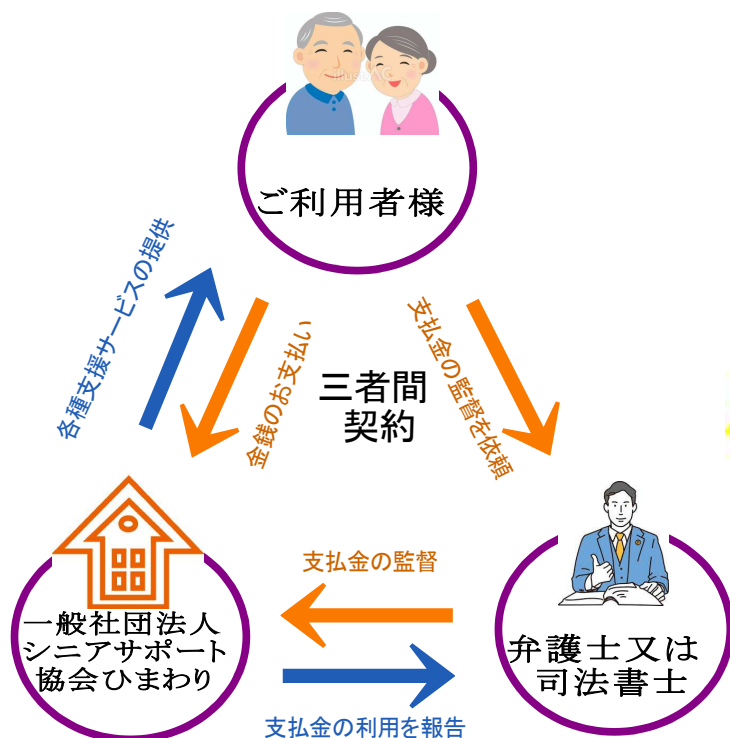 ご利用者様
各種支援サービスの提供
金銭のお支払い
三者間
契約
支払金の監督を依頼
支払金の監督
一般社団法人
シニアサポート
協会ひまわり
弁護士又は
司法書士
支払金の利用を報告